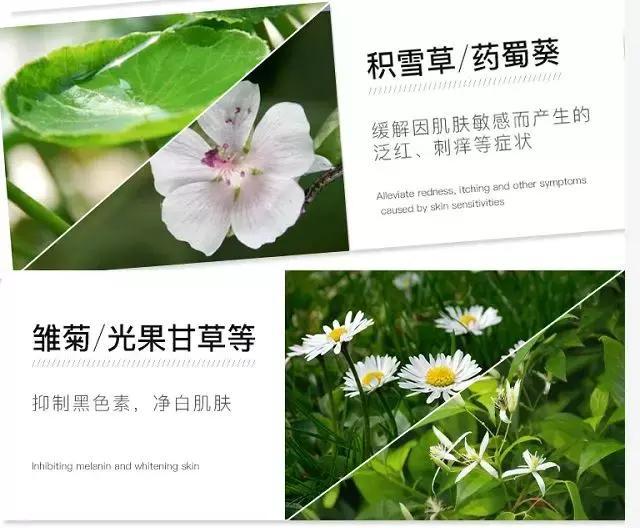 积雪草/药蜀葵
缓解因肌肤敏感而产生的
泛红、刺痒等症状
Alleviate redness, itching and other symptoms
caused by skin sensitivities
雏菊/光果甘草等
抑制黑色素，净白肌肤
Inhibiting melanin and whitening skin